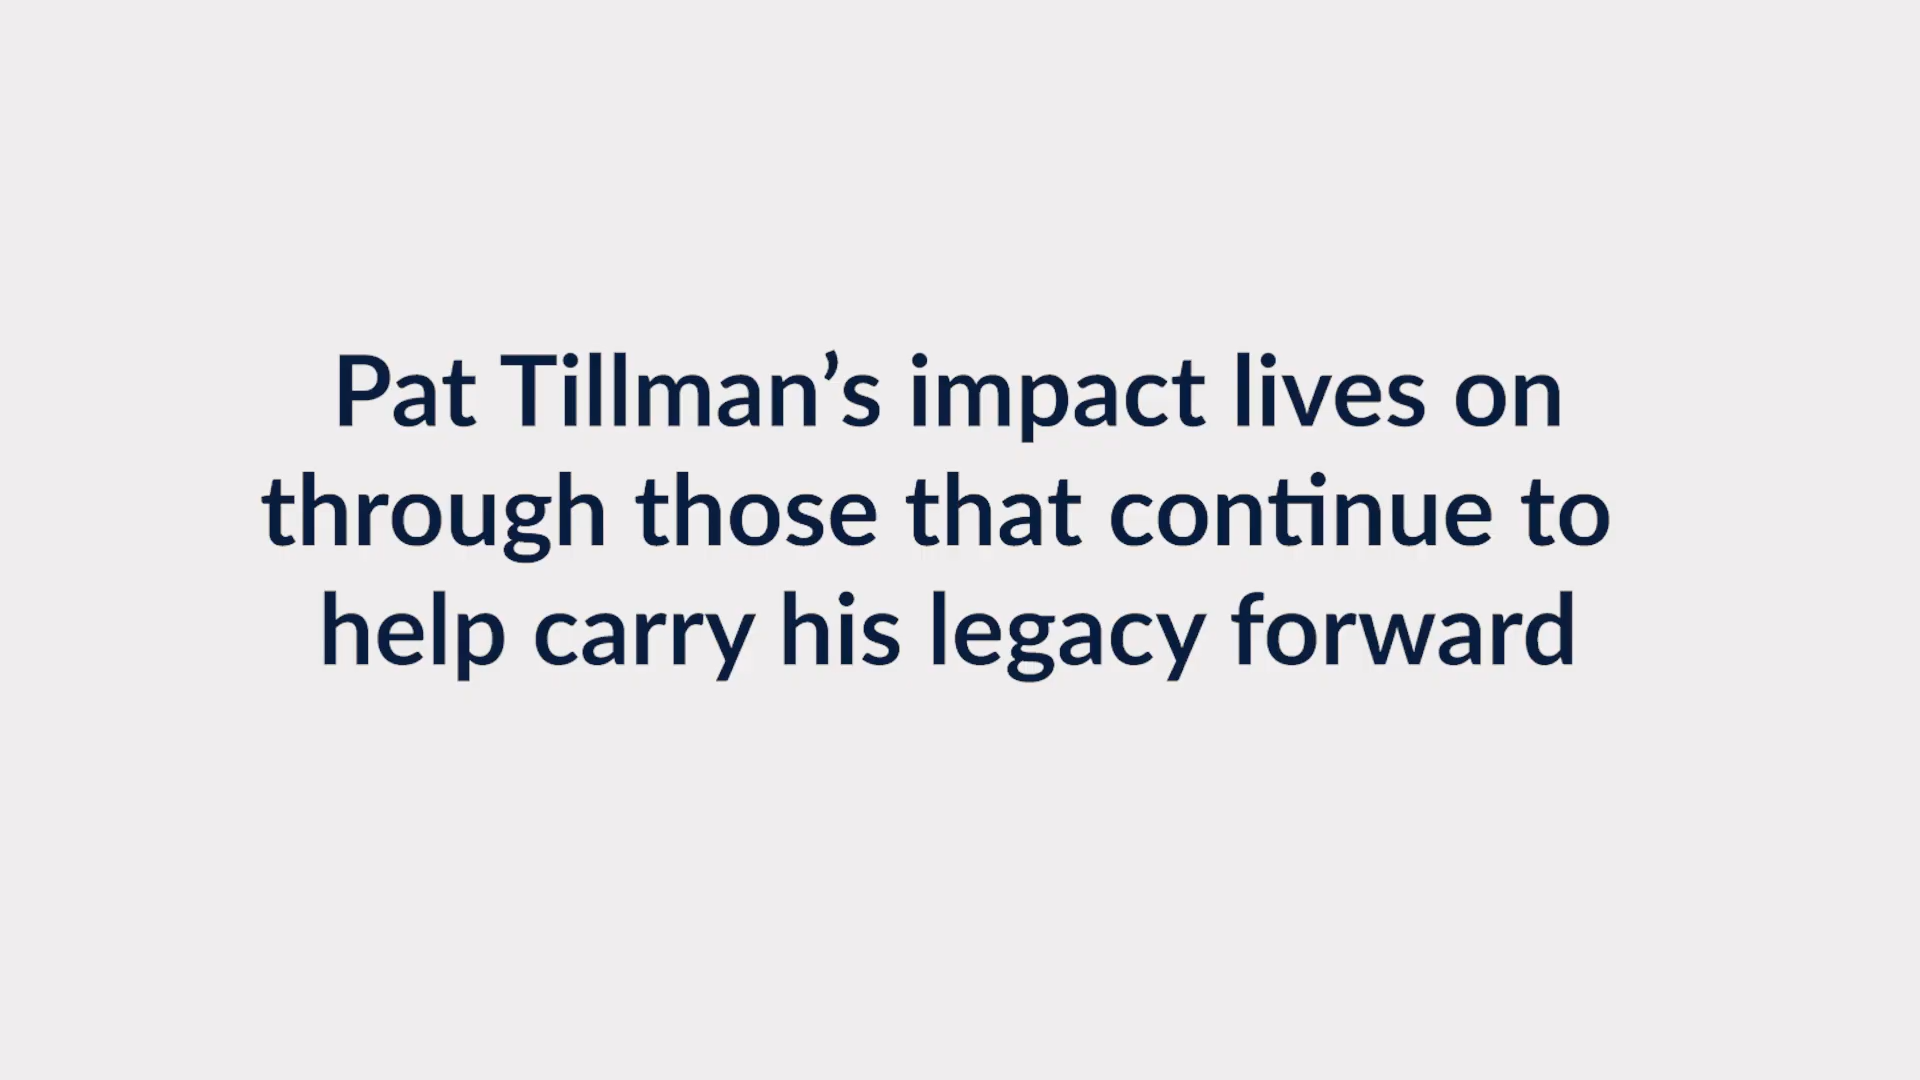 Pat Tillman’s impact lives on
through those that continue to
help carry his legacy forward